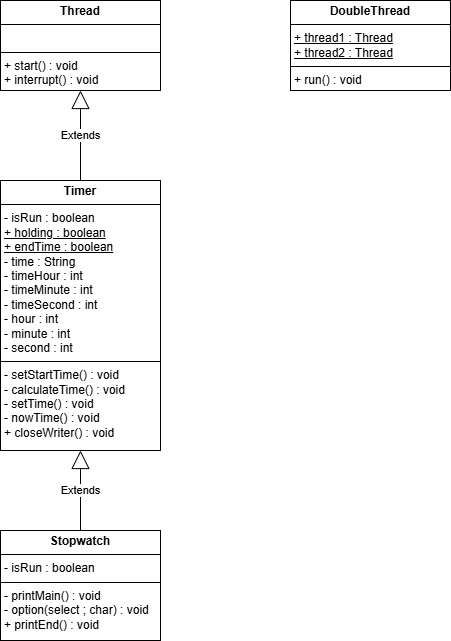 Thread
+ start() : void
+ interrupt() : void
DoubleThread
+ thread1 : Thread
+ thread2 : Thread
+ run() : void
Extends
Timer
- isRun : boolean
+ holding : boolean
+ endTime : boolean
- time : String
- timeHour : int
- timeMinute : int
- timeSecond : int
- hour : int
- minute : int
- second : int
- setStartTime() : void
- calculateTime() : void
- setTime() : void
- nowTime() : void
+ closeWriter() : void
Extends
Stopwatch
- isRun : boolean
- printMain() : void
- option(select ; char) : void
+ printEnd() : void